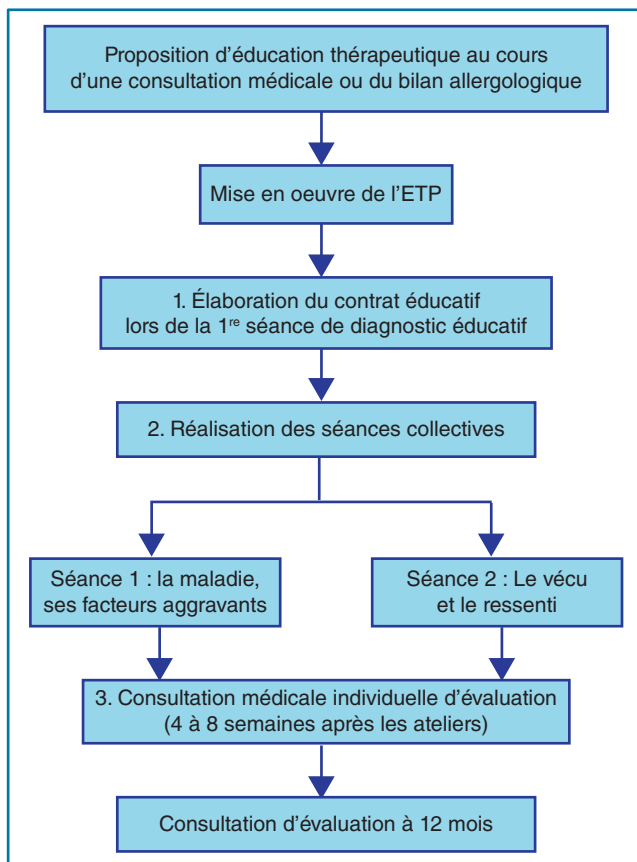 Proposition d’éducation thérapeutique au cours
d’une consultation médicale ou du bilan allergologique
Mise en oeuvre de l’ETP
1. Élaboration du contrat éducatif
lors de la 1re séance de diagnostic éducatif
2. Réalisation des séances collectives
Séance 1 : la maladie,
ses facteurs aggravants
Séance 2 : Le vécu
et le ressenti
3. Consultation médicale individuelle d’évaluation
(4 à 8 semaines après les ateliers)
Consultation d’évaluation à 12 mois